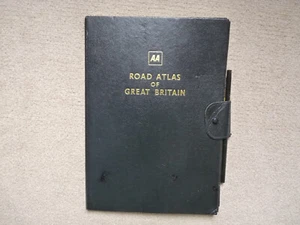 AA
ROAD ATLAS
OF
GREAT BRITAIN